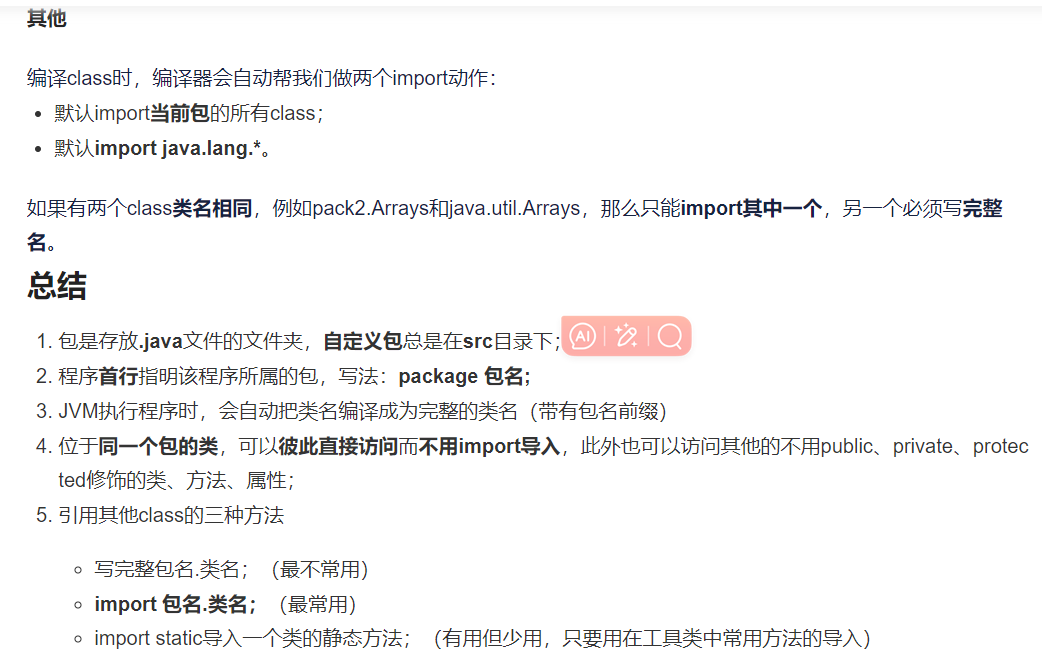 其他
编译class时，编译器会自动帮我们做两个import动作：
• 默认import当前包的所有class；
• 默认import java.lang.*。
如果有两个class类名相同，例如pack2.Arrays和java.util.Arrays，那么只能import其中一个，另一个必须写完整
名。
总结
1. 包是存放.java文件的文件夹，自定义包总是在src目录下；
AI
2. 程序首行指明该程序所属的包，写法：package 包名;
3. JVM执行程序时，会自动把类名编译成为完整的类名（带有包名前缀）
4. 位于同一个包的类，可以彼此直接访问而不用import导入，此外也可以访问其他的不用public、private、protec
ted修饰的类、方法、属性；
5. 引用其他class的三种方法
◦ 写完整包名.类名；（最不常用）
◦ import 包名.类名；（最常用）
◦ import static导入一个类的静态方法；（有用但少用，只要用在工具类中常用方法的导入）